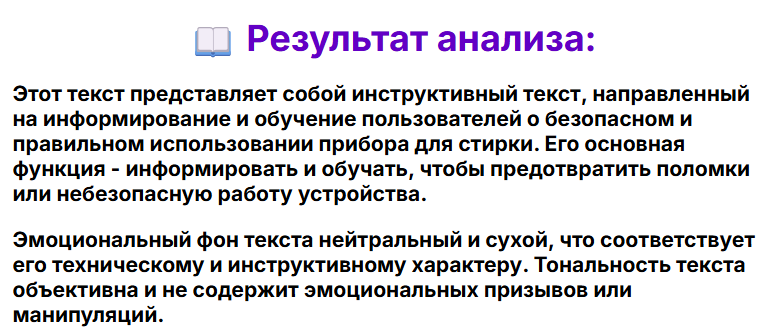 Результат анализа:
Этот текст представляет собой инструктивный текст, направленный
на информирование и обучение пользователей о безопасном и
правильном использовании прибора для стирки. Его основная
функция - информировать и обучать, чтобы предотвратить поломки
или небезопасную работу устройства.
Эмоциональный фон текста нейтральный и сухой, что соответствует
его техническому и инструктивному характеру. Тональность текста
объективна и не содержит эмоциональных призывов или
манипуляций.